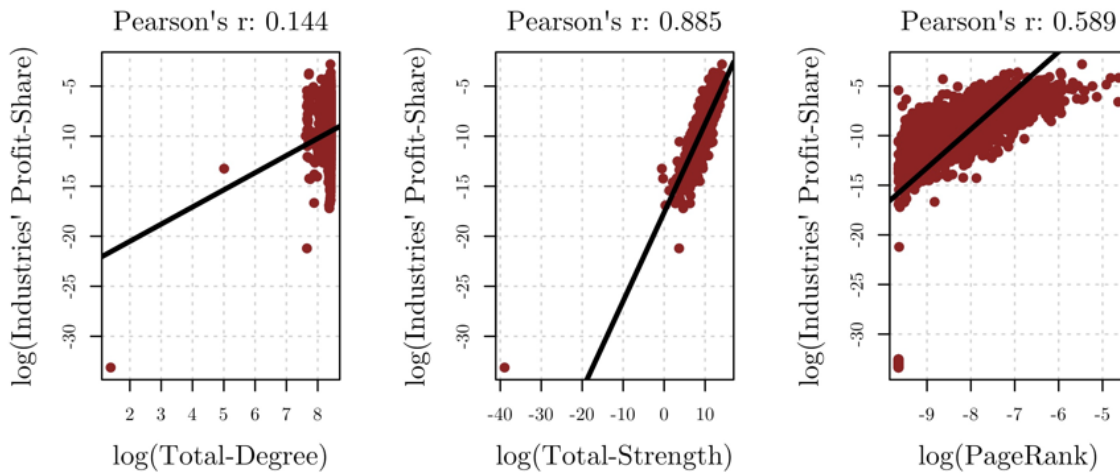 Pearson's r: 0.144
log(Industries' Profit-Share)
-5
-10
-15
-20
-25
-30
2 3 4 5 6 7 8
log(Total-Degree)
Pearson's r: 0.885
log(Industries' Profit-Share)
-5
-10
-15
-20
-25
-30
-40 -30 -20 -10 0 10
log(Total-Strength)
Pearson's r: 0.589
log(Industries' Profit-Share)
-5
-10
-15
-20
-25
-30
-9 -8 -7 -6 -5
log(PageRank)